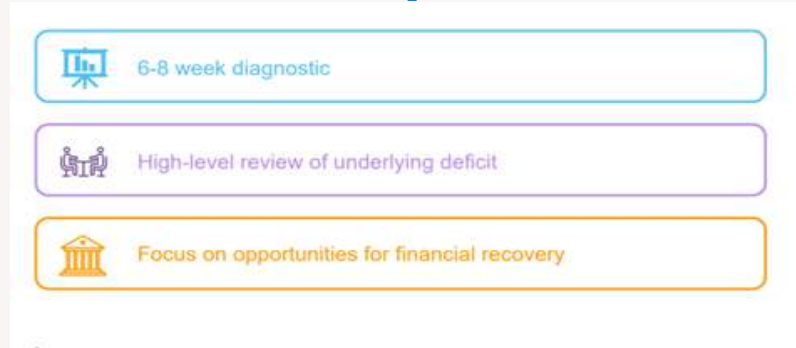 6-8 week diagnostic
High-level review of underlying deficit
Focus on opportunities for financial recovery